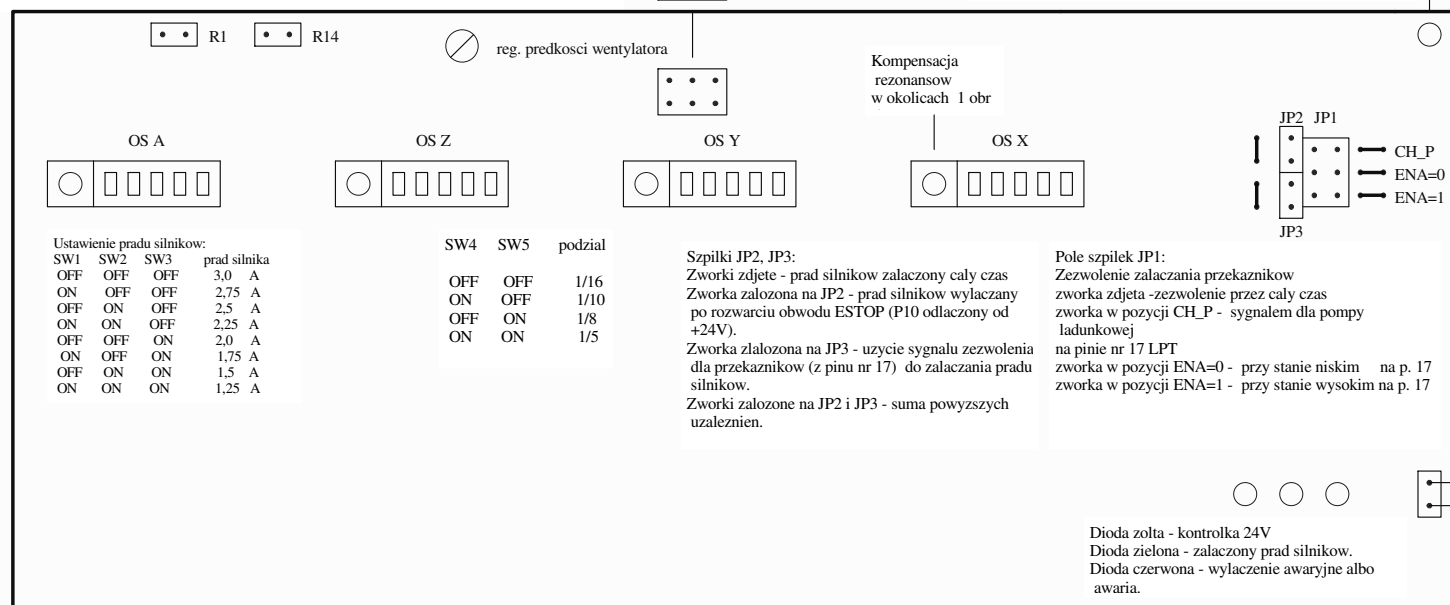 R1
R14
reg. predkosci wentylatora
Kompensacja
rezonansow
w okolicach 1 obr
OS A
OS Z
OS Y
OS X
JP2 JP1
CH_P
ENA=0
ENA=1
JP3
Ustawienie pradu silnikow:
SW1 SW2 SW3 prad silnika
OFF OFF OFF 3,0 A
ON OFF OFF 2,75 A
OFF ON OFF 2,5 A
ON ON OFF 2,25 A
OFF OFF ON 2,0 A
ON OFF ON 1,75 A
OFF ON ON 1,5 A
ON ON ON 1,25 A
SW4 SW5 podzial
OFF OFF 1/16
ON OFF 1/10
OFF ON 1/8
ON ON 1/5
Szpilki JP2, JP3:
Zworki zdjete - prad silnikow zalaczony caly czas
Zworka zalozona na JP2 - prad silnikow wylaczany
po rozwarciu obwodu ESTOP (P10 odlaczony od
+24V).
Zworka zlalozona na JP3 - uzycie sygnalu zezwolenia
dla przekaznikow (z pinu nr 17) do zalaczania pradu
silnikow.
Zworki zalozone na JP2 i JP3 - suma powyzszych
uzaleznien.
Pole szpilek JP1:
Zezwolenie zalaczania przekaznikow
zworka zdjeta -zezwolenie przez caly czas
zworka w pozycji CH_P - sygnalem dla pompy
ladunkowej
na pinie nr 17 LPT
zworka w pozycji ENA=0 - przy stanie niskim na p. 17
zworka w pozycji ENA=1 - przy stanie wysokim na p. 17
Dioda zolta - kontrolka 24V
Dioda zielona - zalaczony prad silnikow.
Dioda czerwona - wylaczenie awaryjne albo
awaria.